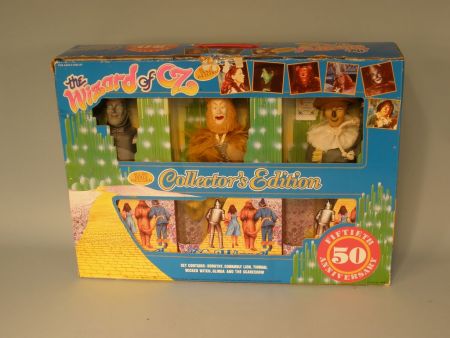 the Wizard of Oz
Collector's Edition
SET CONTAINS: DOROTHY, COWARDLY LION, TINMAN,
WICKED WITCH, GLINDA AND THE SCARECROW
FIFTIETH
50
ANNIVERSARY